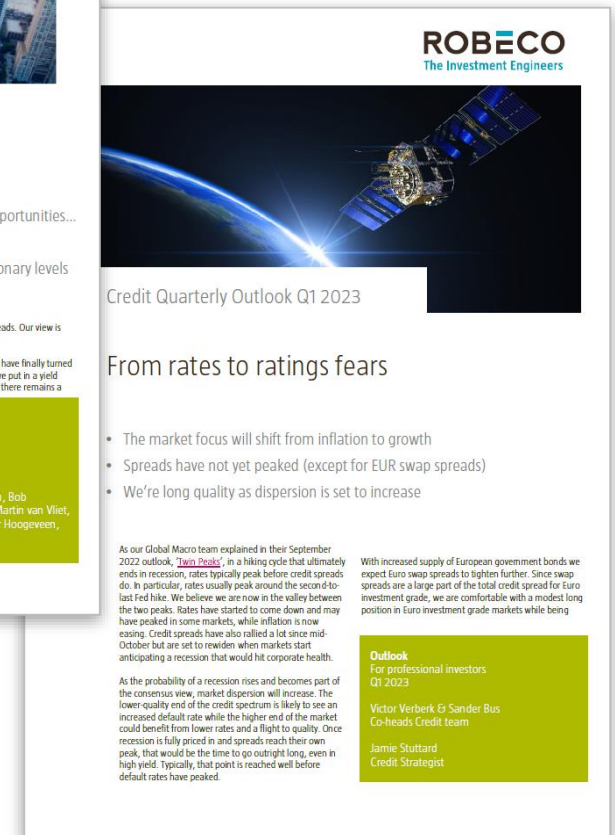 portunities...
onary levels
eads. Our view is
have finally turned
ve put in a yield
there remains a
, Bob
Martin van Vliet,
Hoogeveen,
ROBECO
The Investment Engineers
Credit Quarterly Outlook Q1 2023
From rates to ratings fears
• The market focus will shift from inflation to growth
• Spreads have not yet peaked (except for EUR swap spreads)
• We're long quality as dispersion is set to increase
As our Global Macro team explained in their September
2022 outlook, 'Twin Peaks', in a hiking cycle that ultimately
ends in recession, rates typically peak before credit spreads
do. In particular, rates usually peak around the second-to-
last Fed hike. We believe we are now in the valley between
the two peaks. Rates have started to come down and may
have peaked in some markets, while inflation is now
easing. Credit spreads have also rallied a lot since mid-
October but are set to rewiden when markets start
anticipating a recession that would hit corporate health.
As the probability of a recession rises and becomes part of
the consensus view, market dispersion will increase. The
lower-quality end of the credit spectrum is likely to see an
increased default rate while the higher end of the market
could benefit from lower rates and a flight to quality. Once
recession is fully priced in and spreads reach their own
peak, that would be the time to go outright long, even in
high yield. Typically, that point is reached well before
default rates have peaked.
With increased supply of European government bonds we
expect Euro swap spreads to tighten further. Since swap
spreads are a large part of the total credit spread for Euro
investment grade, we are comfortable with a modest long
position in Euro investment grade markets while being
Outlook
For professional investors
Q1 2023
Victor Verberk & Sander Bus
Co-heads Credit team
Jamie Stuttard
Credit Strategist